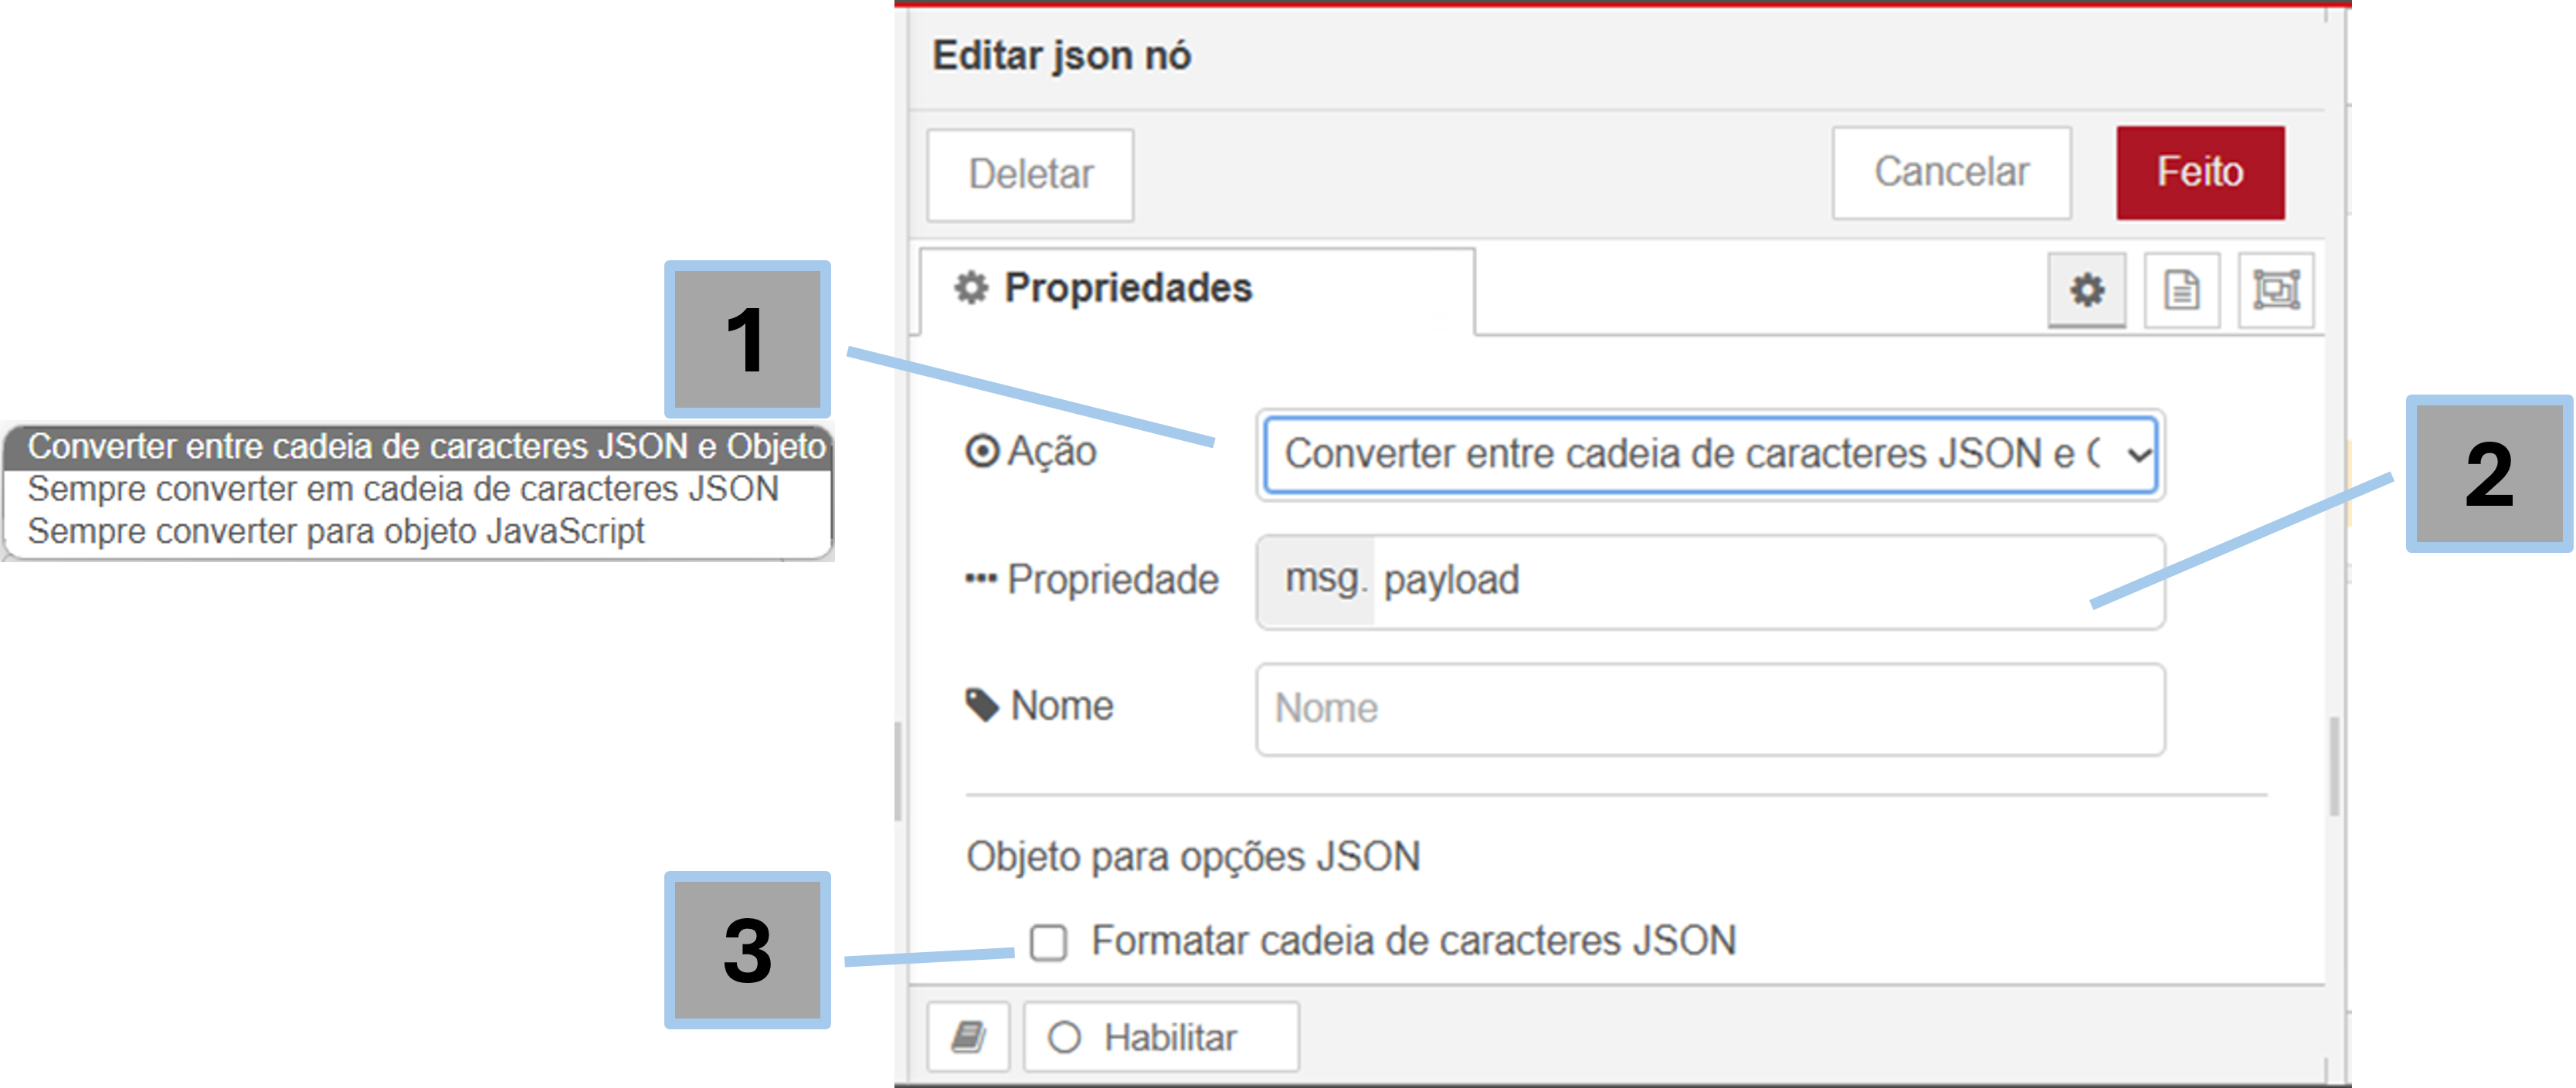 Editar json nó
Deletar
Cancelar
Feito
Propriedades
1
Converter entre cadeia de caracteres JSON e Objeto
Sempre converter em cadeia de caracteres JSON
Sempre converter para objeto JavaScript
Ação
Converter entre cadeia de caracteres JSON e
2
Propriedade
msg. payload
Nome
Nome
Objeto para opções JSON
3
Formatar cadeia de caracteres JSON
Habilitar